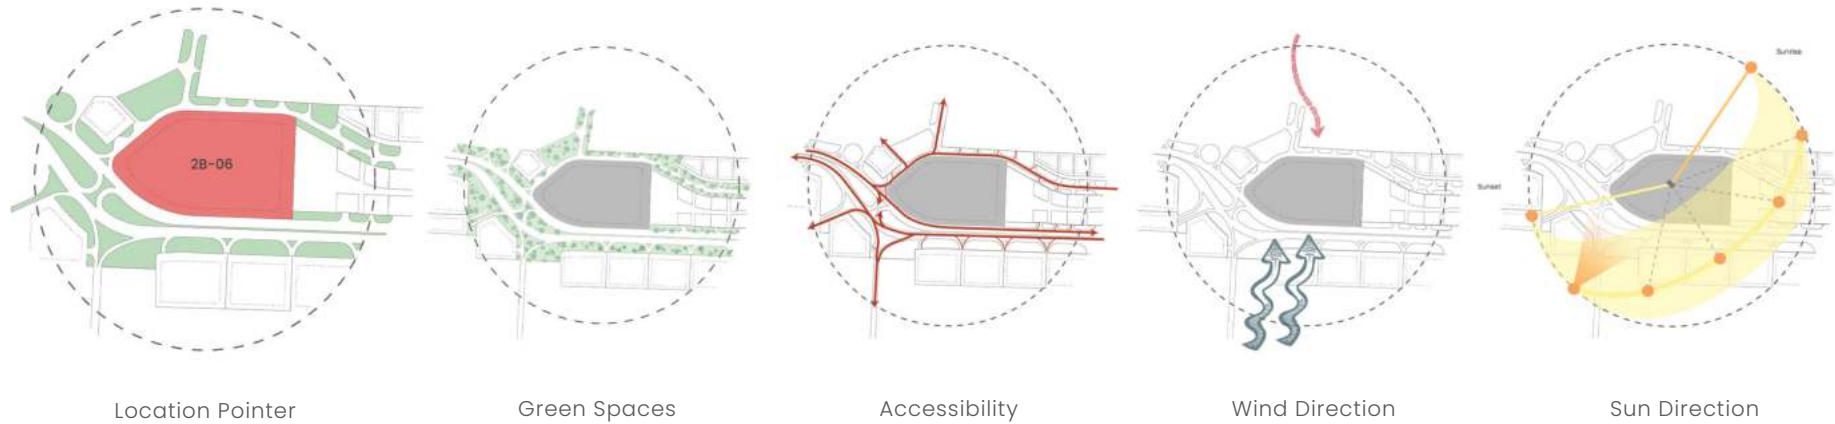 2B-06
Sunrise
Sunset
Location Pointer
Green Spaces
Accessibility
Wind Direction
Sun Direction